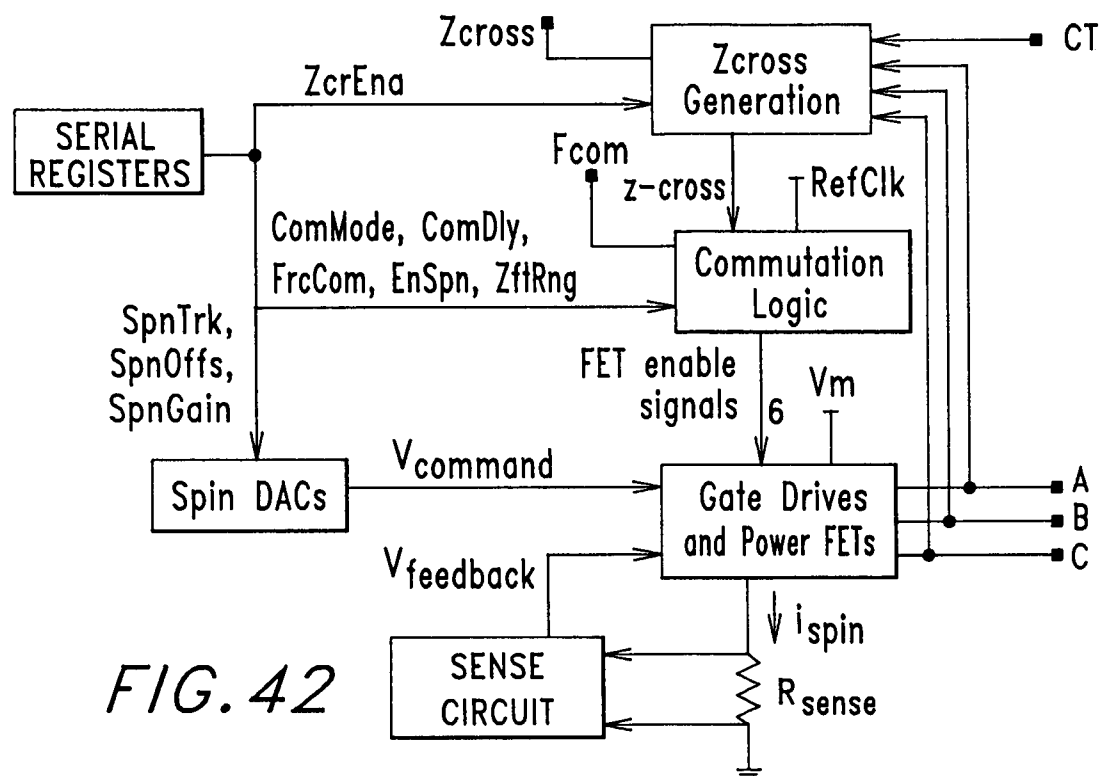 Zcross
Zcross
Generation
CT
ZcrEna
SERIAL
REGISTERS
Fcom
z-cross
RefClk
ComMode, ComDly,
FrcCom, EnSpn, ZftRng
Commutation
Logic
SpnTrk,
SpnOffs,
SpnGain
FET enable
signals
6
Vm
Vcommand
Spin DACs
Gate Drives
and Power FETs
A
B
C
Vfeedback
ispin
SENSE
CIRCUIT
Rsense
FIG. 42